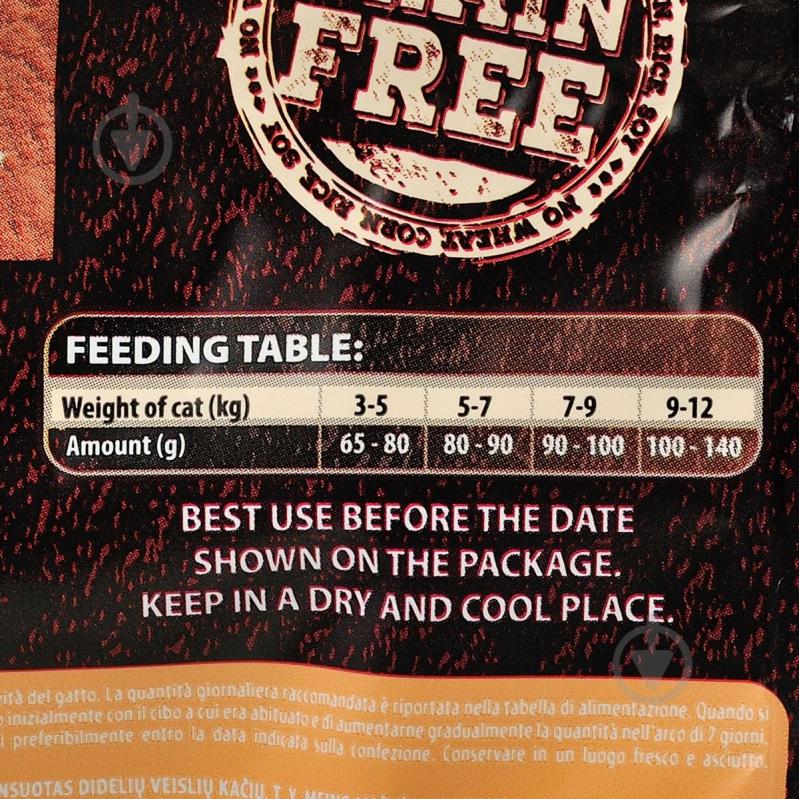 FREE
NO WHEAT, CORN, RICE, SOY
FEEDING TABLE:
Weight of cat (kg) 3-5 5-7 7-9 9-12
Amount (g) 65 - 80 80 - 90 90 - 100 100 - 140
BEST USE BEFORE THE DATE
SHOWN ON THE PACKAGE.
KEEP IN A DRY AND COOL PLACE.
del gatto. La quantità giornaliera raccomandata è riportata nella tabella di alimentazione. Quando si
inizialmente con il cibo a cui era abituato e di aumentarne gradualmente la quantità nell'arco di 7 giorni.
preferibilmente entro la data indicata sulla confezione. Conservare in un luogo fresco e asciutto.
DIDELIŲ VEISLIŲ KAČIŲ,